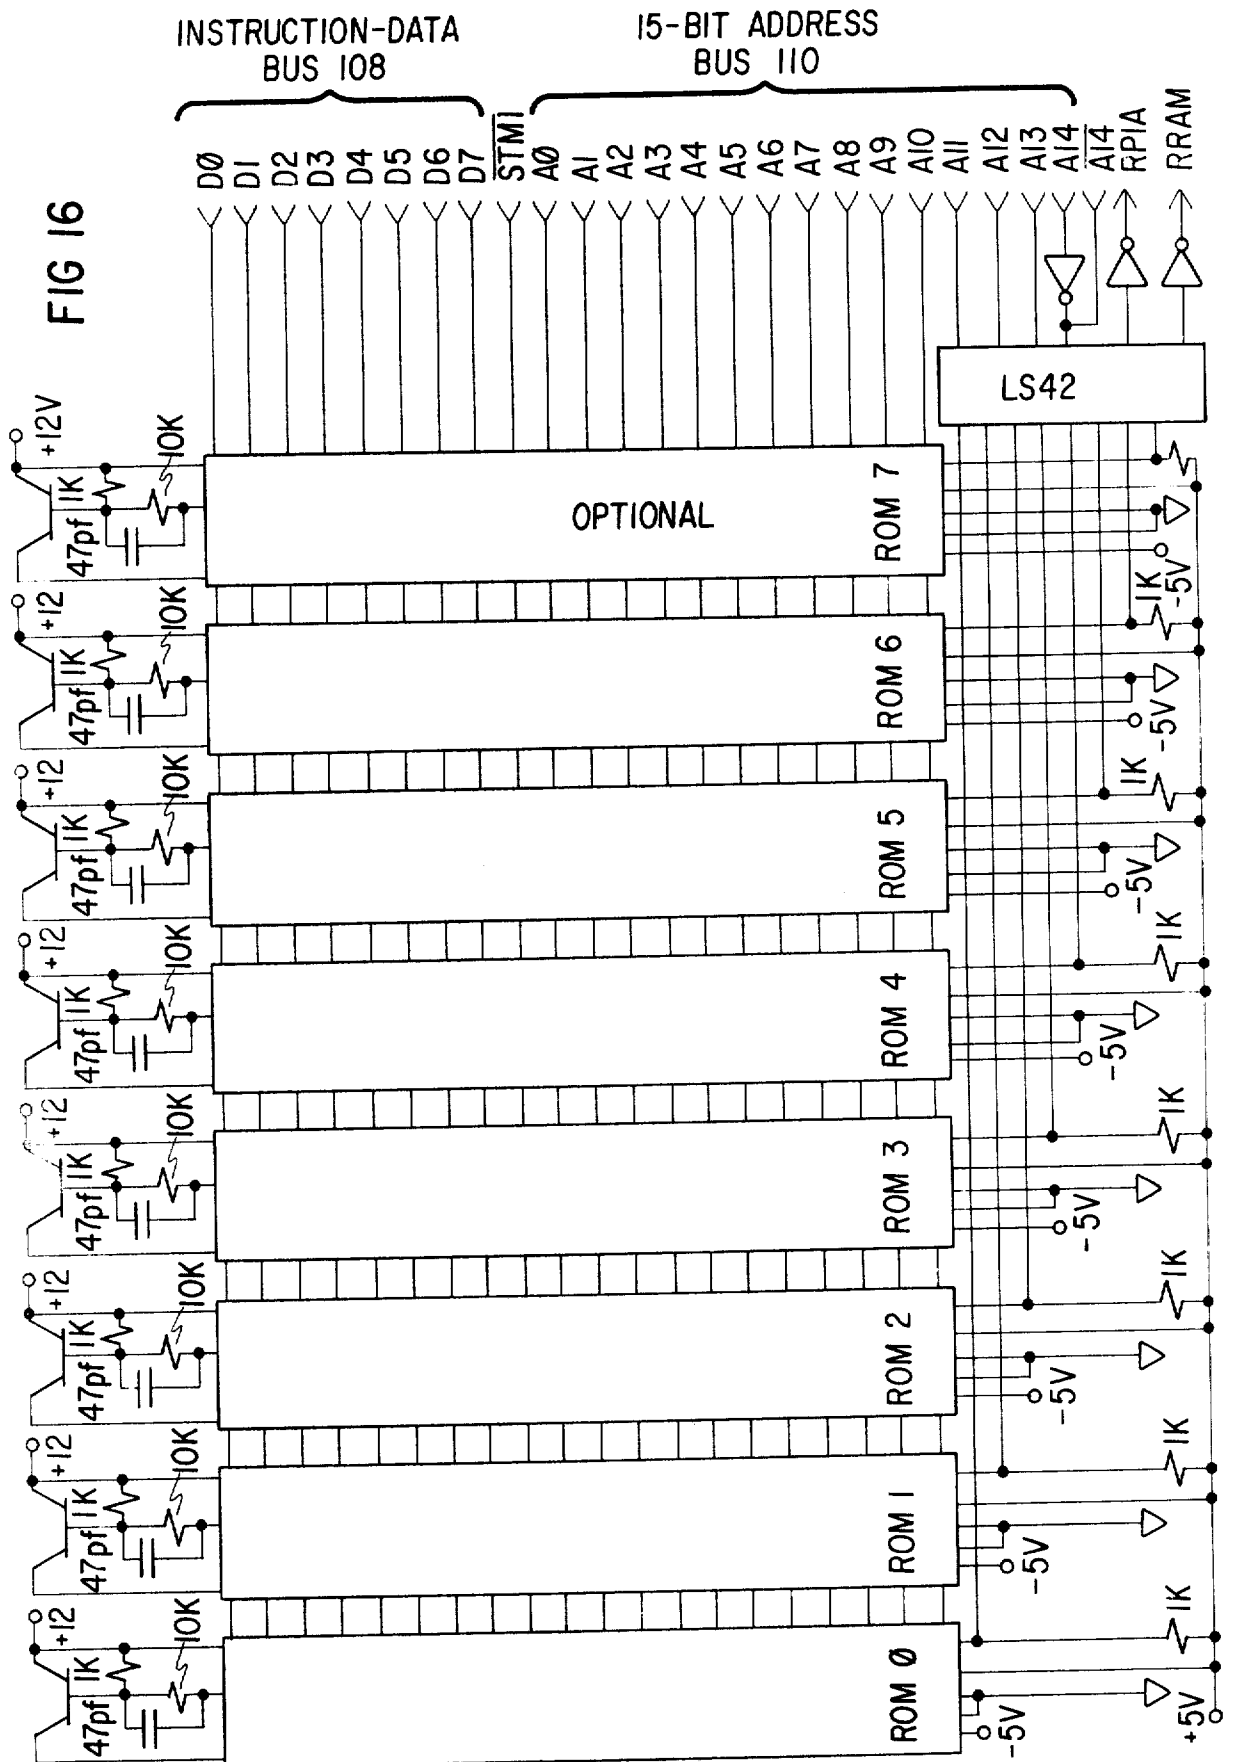 INSTRUCTION-DATA
BUS 108
15-BIT ADDRESS
BUS 110
FIG 16
DØ
D1
D2
D3
D4
D5
D6
D7
STM1
AØ
A1
A2
A3
A4
A5
A6
A7
A8
A9
A10
A11
A12
A13
A14
A14
RPIA
RRAM
LS42
+12V
1K
47pf
10K
OPTIONAL
ROM 7
-5V
+12
1K
47pf
10K
ROM 6
1K
-5V
+12
1K
47pf
10K
ROM 5
1K
-5V
+12
1K
47pf
10K
ROM 4
1K
-5V
+12
1K
47pf
10K
ROM 3
1K
-5V
+12
1K
47pf
10K
ROM 2
1K
-5V
+12
1K
47pf
10K
ROM 1
1K
-5V
+12
1K
47pf
10K
ROM Ø
1K
-5V
+5V